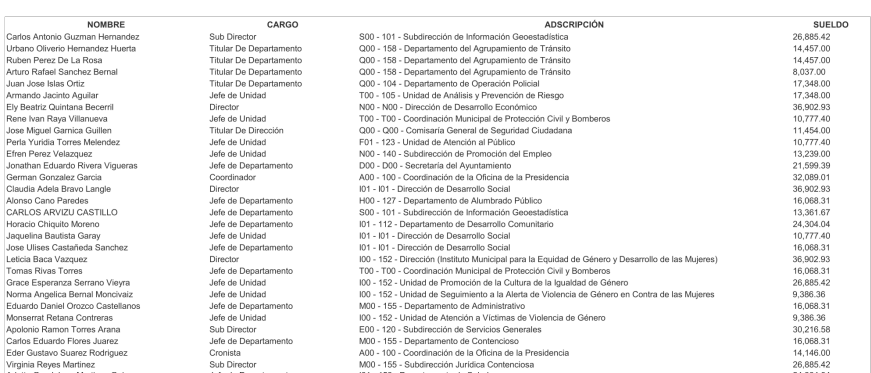 NOMBRE CARGO ADSCRIPCIÓN SUELDO
Carlos Antonio Guzman Hernandez Sub Director S00 - 101 - Subdirección de Información Geoestadística 26,885.42
Urbano Oliverio Hernandez Huerta Titular De Departamento Q00 - 158 - Departamento del Agrupamiento de Tránsito 14,457.00
Ruben Perez De La Rosa Titular De Departamento Q00 - 158 - Departamento del Agrupamiento de Tránsito 14,457.00
Arturo Rafael Sanchez Bernal Titular De Departamento Q00 - 158 - Departamento del Agrupamiento de Tránsito 8,037.00
Juan Jose Islas Ortiz Titular De Departamento Q00 - 104 - Departamento de Operación Policial 17,348.00
Armando Jacinto Aguilar Jefe de Unidad T00 - 105 - Unidad de Análisis y Prevención de Riesgo 17,348.00
Ely Beatriz Quintana Becerril Director N00 - N00 - Dirección de Desarrollo Económico 36,902.93
Rene Ivan Raya Villanueva Jefe de Unidad T00 - T00 - Coordinación Municipal de Protección Civil y Bomberos 10,777.40
Jose Miguel Garnica Guillen Titular De Dirección Q00 - Q00 - Comisaría General de Seguridad Ciudadana 11,454.00
Perla Yuridia Torres Melendez Jefe de Unidad F01 - 123 - Unidad de Atención al Público 10,777.40
Efren Perez Velazquez Jefe de Unidad N00 - 140 - Subdirección de Promoción del Empleo 13,239.00
Jonathan Eduardo Rivera Vigueras Jefe de Departamento D00 - D00 - Secretaría del Ayuntamiento 21,599.39
German Gonzalez Garcia Coordinador A00 - 100 - Coordinación de la Oficina de la Presidencia 32,089.01
Claudia Adela Bravo Langle Director I01 - I01 - Dirección de Desarrollo Social 36,902.93
Alonso Cano Paredes Jefe de Departamento H00 - 127 - Departamento de Alumbrado Público 16,068.31
CARLOS ARVIZU CASTILLO Jefe de Departamento S00 - 101 - Subdirección de Información Geoestadística 13,361.67
Horacio Chiquito Moreno Jefe de Departamento I01 - 112 - Departamento de Desarrollo Comunitario 24,304.04
Jaquelina Bautista Garay Jefe de Unidad I01 - I01 - Dirección de Desarrollo Social 10,777.40
Jose Ulises Castañeda Sanchez Jefe de Departamento I01 - I01 - Dirección de Desarrollo Social 16,068.31
Leticia Baca Vazquez Director I00 - 152 - Dirección (Instituto Municipal para la Equidad de Género y Desarrollo de las Mujeres) 36,902.93
Tomas Rivas Torres Jefe de Departamento T00 - T00 - Coordinación Municipal de Protección Civil y Bomberos 16,068.31
Grace Esperanza Serrano Vieyra Jefe de Unidad I00 - 152 - Unidad de Promoción de la Cultura de la Igualdad de Género 26,885.42
Norma Angelica Bernal Moncivaiz Jefe de Unidad I00 - 152 - Unidad de Seguimiento a la Alerta de Violencia de Género en Contra de las Mujeres 9,386.36
Eduardo Daniel Orozco Castellanos Jefe de Departamento M00 - 155 - Departamento de Administrativo 16,068.31
Monserrat Retana Contreras Jefe de Unidad I00 - 152 - Unidad de Atención a Víctimas de Violencia de Género 9,386.36
Apolonio Ramon Torres Arana Sub Director E00 - 120 - Subdirección de Servicios Generales 30,216.58
Carlos Eduardo Flores Juarez Jefe de Departamento M00 - 155 - Departamento de Contencioso 16,068.31
Eder Gustavo Suarez Rodriguez Cronista A00 - 100 - Coordinación de la Oficina de la Presidencia 14,146.00
Virginia Reyes Martinez Sub Director M00 - 155 - Subdirección Jurídica Contenciosa 26,885.42